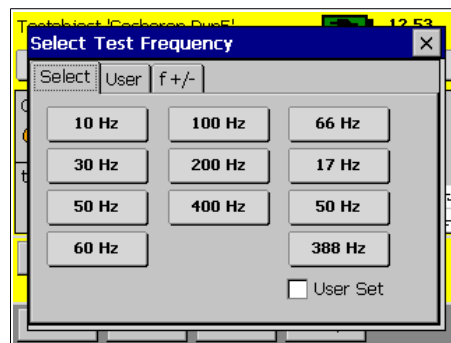 12 53
Select Test Frequency
Select User f +/-
10 Hz 100 Hz 66 Hz
30 Hz 200 Hz 17 Hz
50 Hz 400 Hz 50 Hz
60 Hz 388 Hz
User Set